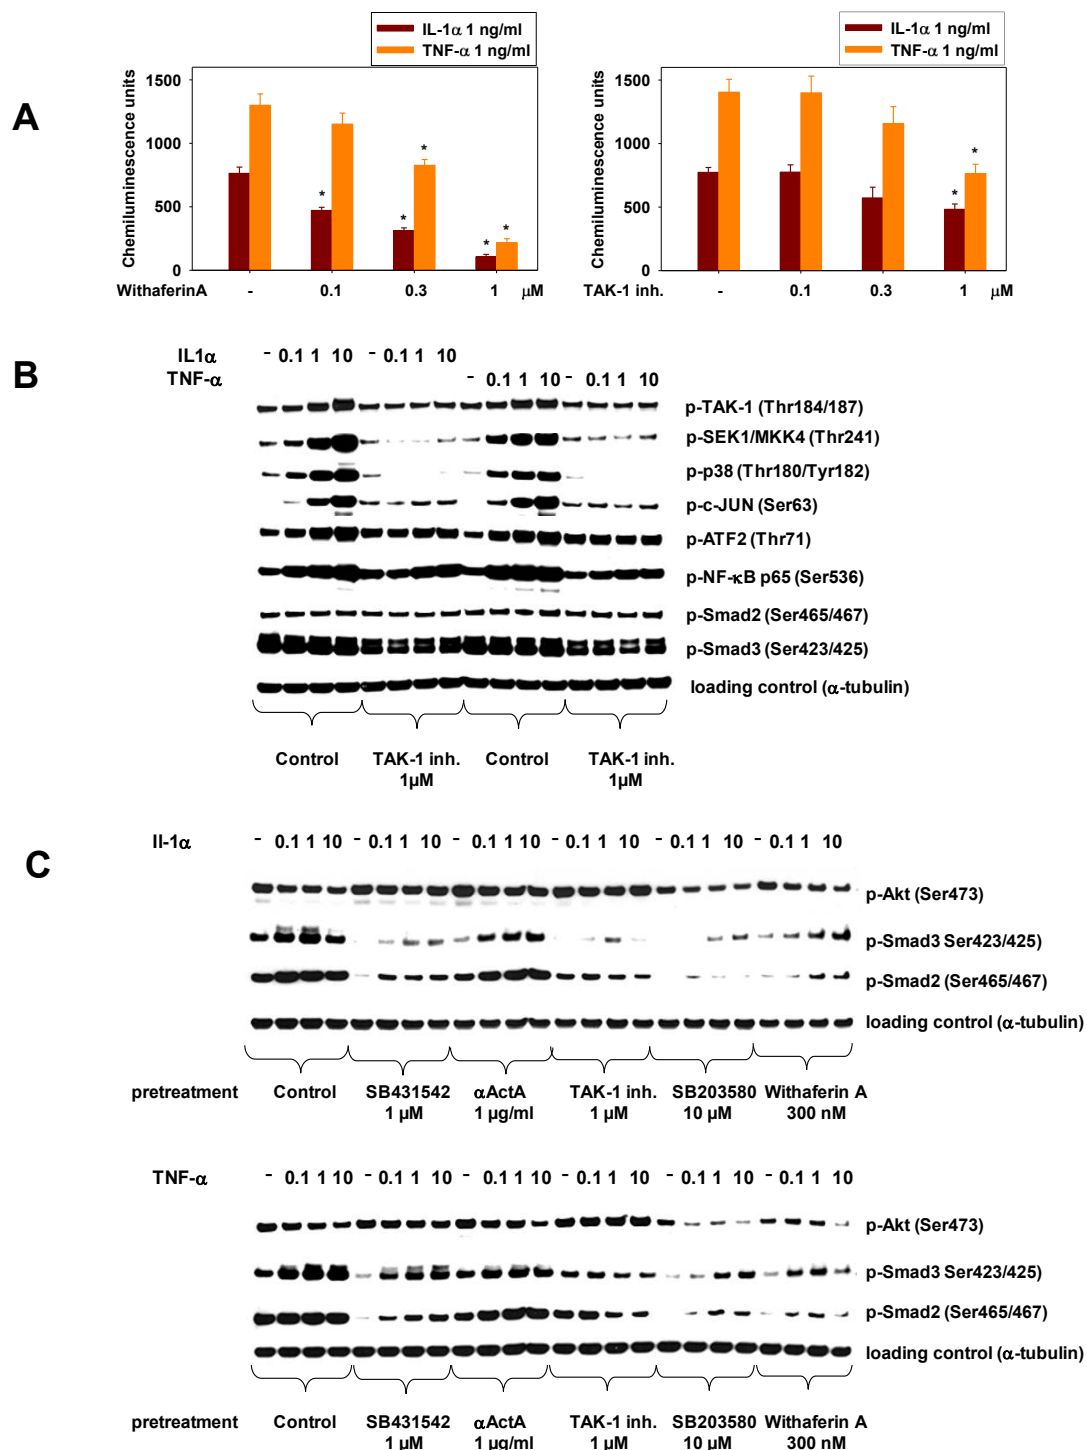 IL-1α 1 ng/ml
TNF-α 1 ng/ml
IL-1α 1 ng/ml
TNF-α 1 ng/ml
A
Chemiluminescence units
1500
1000
500
0
* * * * * *
WithaferinA - 0.1 0.3 1 µM
Chemiluminescence units
1500
1000
500
0
* *
TAK-1 inh. - 0.1 0.3 1 µM
B
IL1α - 0.1 1 10 - 0.1 1 10
TNF-α - 0.1 1 10 - 0.1 1 10
p-TAK-1 (Thr184/187)
p-SEK1/MKK4 (Thr241)
p-p38 (Thr180/Tyr182)
p-c-JUN (Ser63)
p-ATF2 (Thr71)
p-NF-κB p65 (Ser536)
p-Smad2 (Ser465/467)
p-Smad3 (Ser423/425)
loading control (α-tubulin)
Control TAK-1 inh. Control TAK-1 inh.
1µM 1µM
C
Il-1α - 0.1 1 10 - 0.1 1 10 - 0.1 1 10 - 0.1 1 10 - 0.1 1 10 - 0.1 1 10
p-Akt (Ser473)
p-Smad3 Ser423/425)
p-Smad2 (Ser465/467)
loading control (α-tubulin)
pretreatment Control SB431542 αActA TAK-1 inh. SB203580 Withaferin A
1 µM 1 µg/ml 1 µM 10 µM 300 nM
TNF-α - 0.1 1 10 - 0.1 1 10 - 0.1 1 10 - 0.1 1 10 - 0.1 1 10 - 0.1 1 10
p-Akt (Ser473)
p-Smad3 Ser423/425)
p-Smad2 (Ser465/467)
loading control (α-tubulin)
pretreatment Control SB431542 αActA TAK-1 inh. SB203580 Withaferin A
1 µM 1 µg/ml 1 µM 10 µM 300 nM